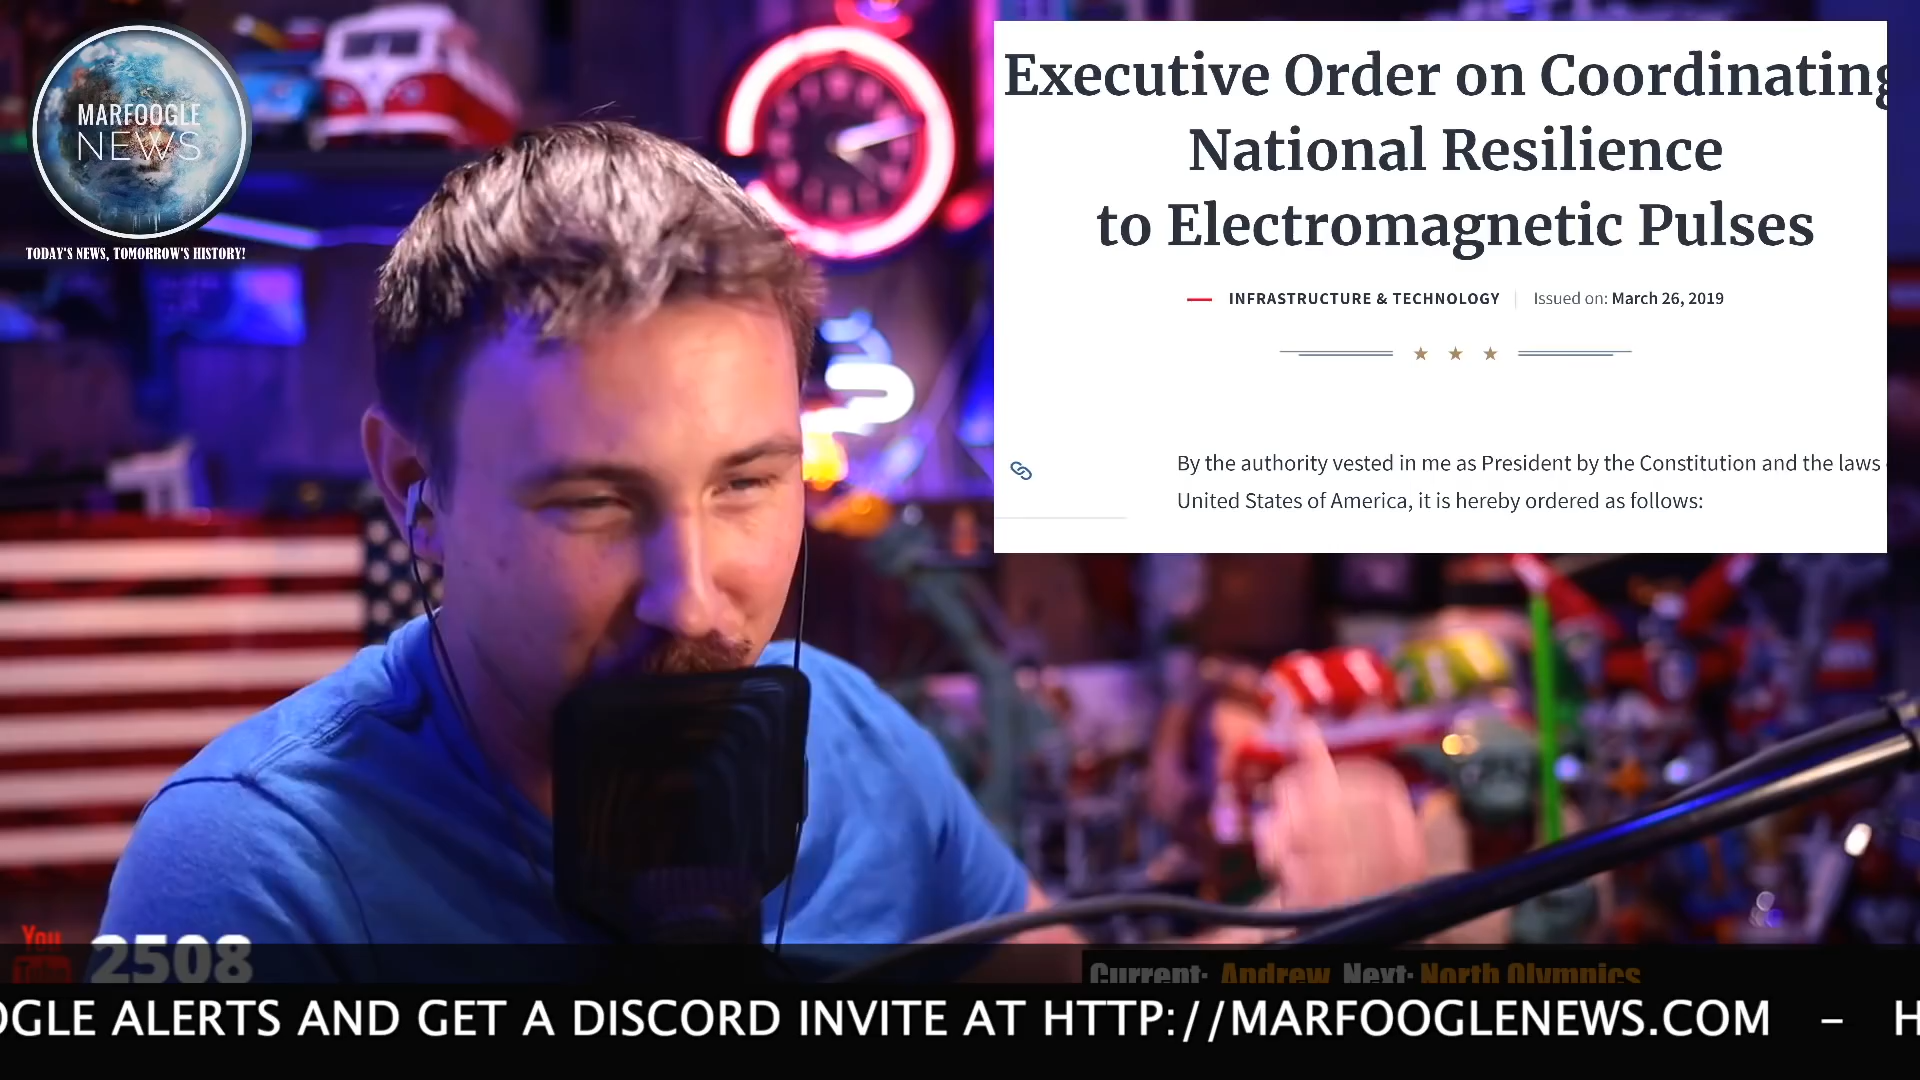 MARFOOGLE
NEWS
TODAY'S NEWS, TOMORROW'S HISTORY!
Executive Order on Coordinating
National Resilience
to Electromagnetic Pulses
INFRASTRUCTURE & TECHNOLOGY
Issued on: March 26, 2019
By the authority vested in me as President by the Constitution and the laws
United States of America, it is hereby ordered as follows:
You
Tube
2508
Current: Andrew Next: North Olympics
OGLE ALERTS AND GET A DISCORD INVITE AT HTTP://MARFOOGLENEWS.COM – H